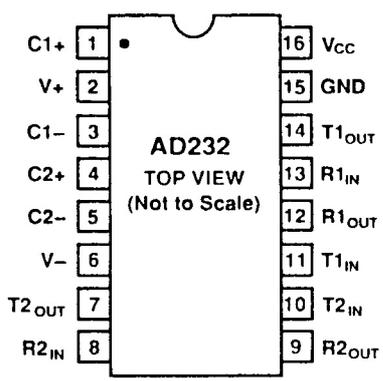 C1+ 1 16 VCC
V+ 2 15 GND
C1– 3 14 T1OUT
C2+ 4 AD232 13 R1IN
TOP VIEW
C2– 5 (Not to Scale) 12 R1OUT
V– 6 11 T1IN
T2OUT 7 10 T2IN
R2IN 8 9 R2OUT